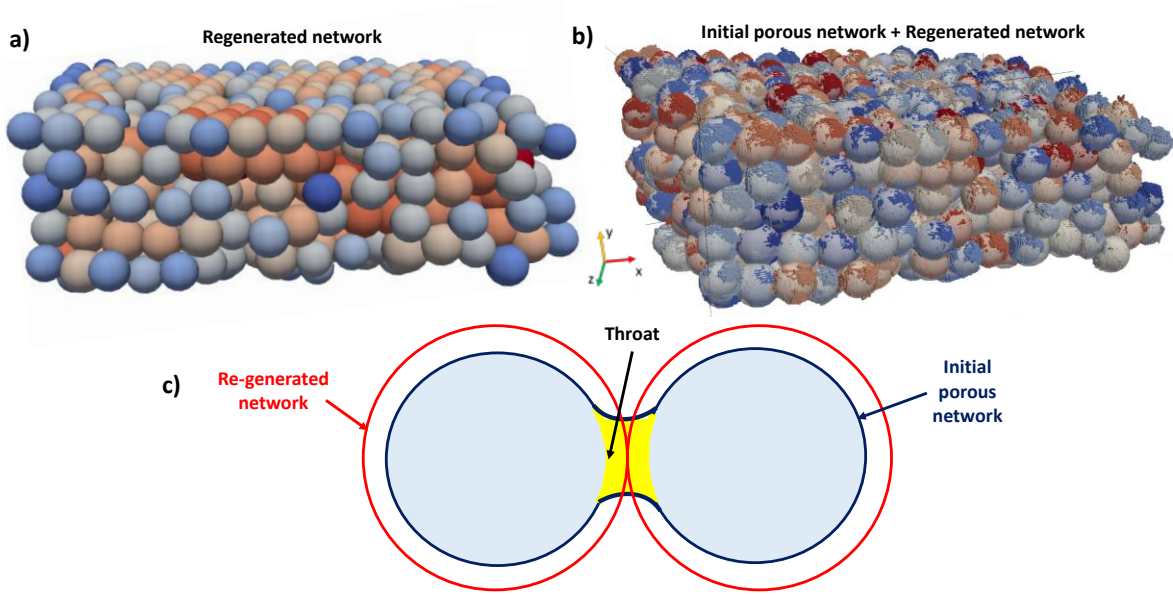 a)
Regenerated network
b)
Initial porous network + Regenerated network
y
x
z
c)
Throat
Re-generated
network
Initial
porous
network